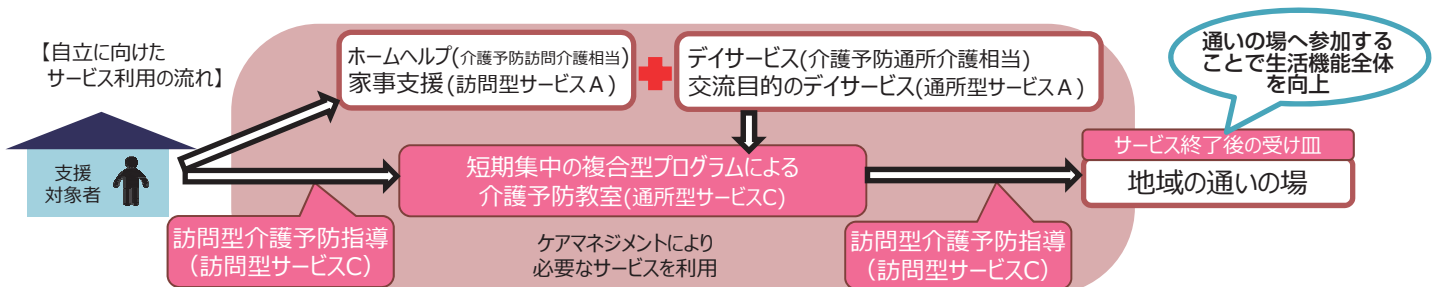 【自立に向けた
サービス利用の流れ】
支援
対象者
ホームヘルプ(介護予防訪問介護相当)
家事支援(訪問型サービスA)
デイサービス(介護予防通所介護相当)
交流目的のデイサービス(通所型サービスA)
短期集中の複合型プログラムによる
介護予防教室(通所型サービスC)
訪問型介護予防指導
(訪問型サービスC)
ケアマネジメントにより
必要なサービスを利用
訪問型介護予防指導
(訪問型サービスC)
通いの場へ参加する
ことで生活機能全体
を向上
サービス終了後の受け皿
地域の通いの場